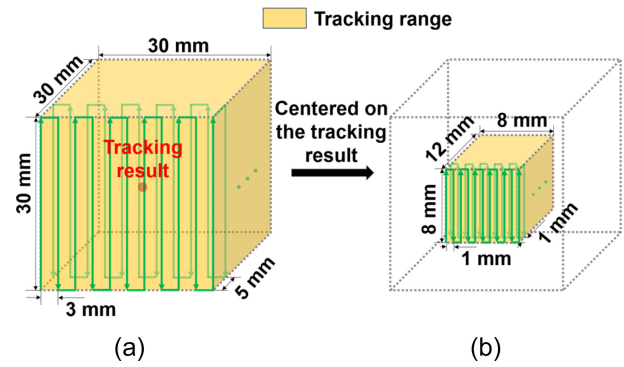 Tracking range
30 mm
30 mm
30 mm
Tracking
result
5 mm
3 mm
Centered on
the tracking
result
8 mm
12 mm
8 mm
1 mm
1 mm
(a)
(b)